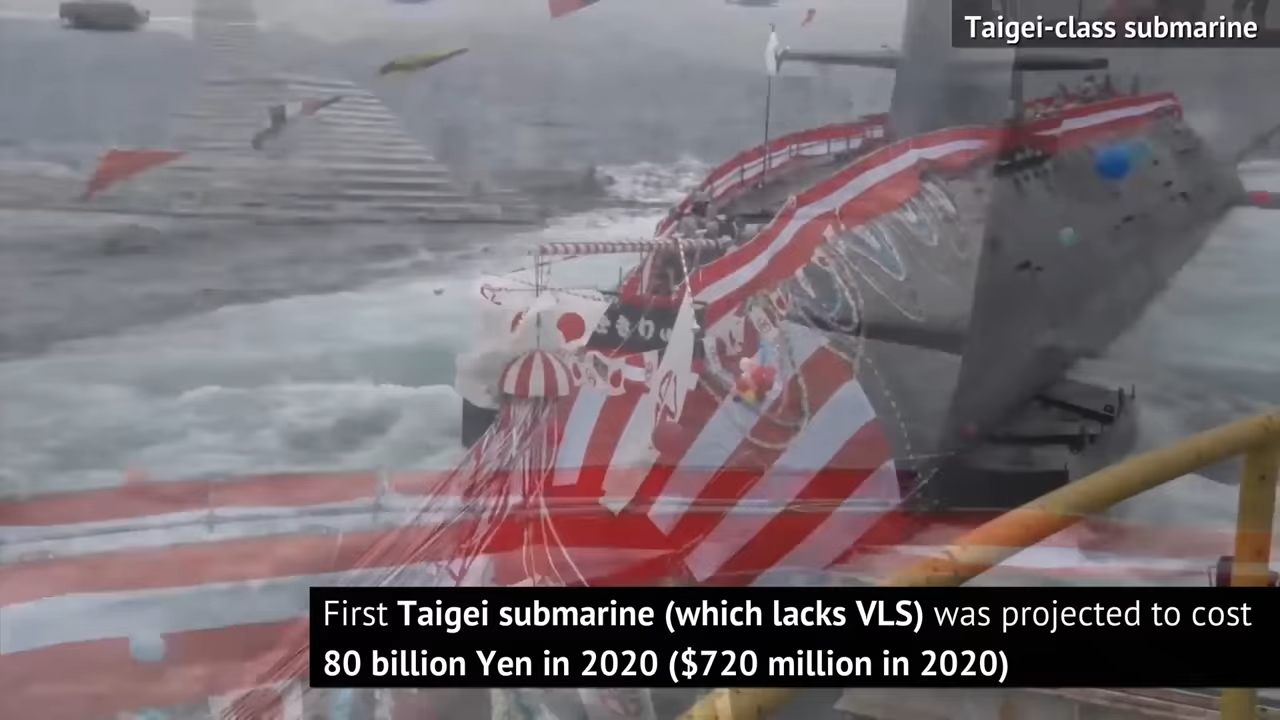 Taigei-class submarine
First Taigei submarine (which lacks VLS) was projected to cost
80 billion Yen in 2020 ($720 million in 2020)